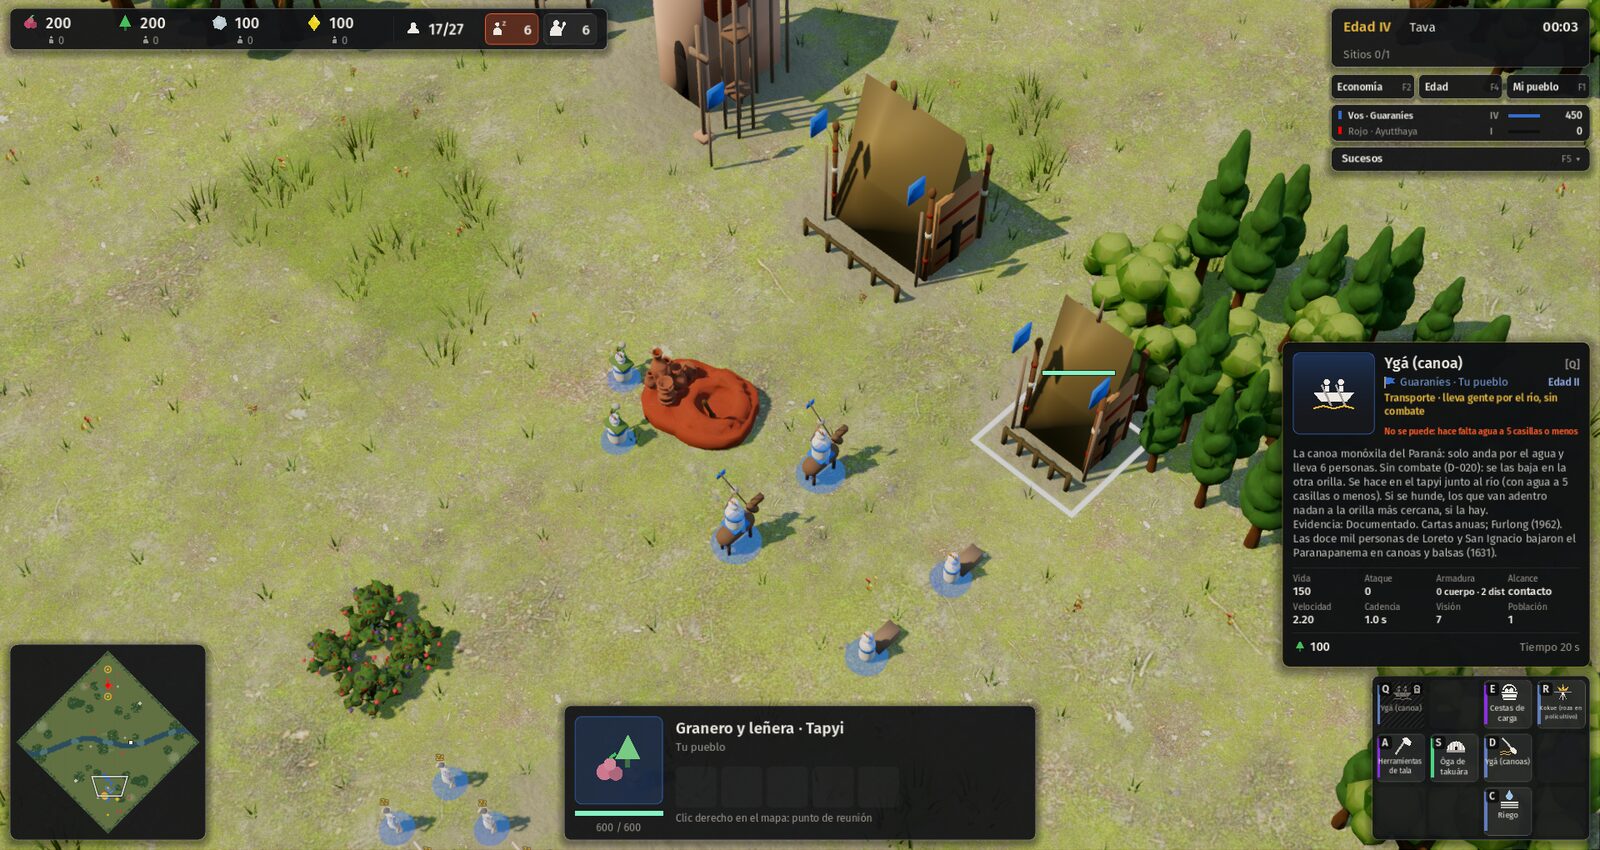 200 200 100 100 17/27 6 6
0 0 0 0
Edad IV Tava 00:03
Sitios 0/1
Economía F2 Edad F4 Mi pueblo F1
Vos · Guaraníes IV 450
Rojo · Ayutthaya I 0
Sucesos F5
Ygá (canoa) [Q]
Guaraníes · Tu pueblo Edad II
Transporte · lleva gente por el río, sin
combate
No se puede: hace falta agua a 5 casillas o menos
La canoa monóxila del Paraná: solo anda por el agua y
lleva 6 personas. Sin combate (D-020): se las baja en la
otra orilla. Se hace en el tapyi junto al río (con agua a 5
casillas o menos). Si se hunde, los que van adentro
nadan a la orilla más cercana, si la hay.
Evidencia: Documentado. Cartas anuas; Furlong (1962).
Las doce mil personas de Loreto y San Ignacio bajaron el
Paranapanema en canoas y balsas (1631).
Vida Ataque Armadura Alcance
150 0 0 cuerpo · 2 dist contacto
Velocidad Cadencia Visión Población
2.20 1.0 s 7 1
100 Tiempo 20 s
Q Ygá (canoa)
E Cestas de carga
R Kokue (roza en policultivo)
A Herramientas de tala
S Óga de takuára
D Ygá (canoas)
C Riego
Granero y leñera · Tapyi
Tu pueblo
Clic derecho en el mapa: punto de reunión
600 / 600
zz
zz
zz